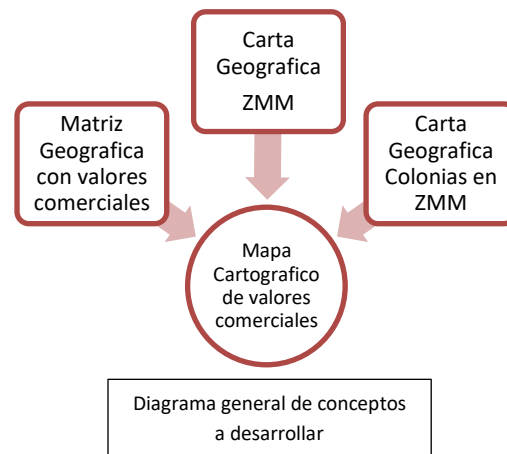 Carta
Geografica
ZMM
Matriz
Geografica
con valores
comerciales
Carta
Geografica
Colonias en
ZMM
Mapa
Cartografico
de valores
comerciales
Diagrama general de conceptos
a desarrollar